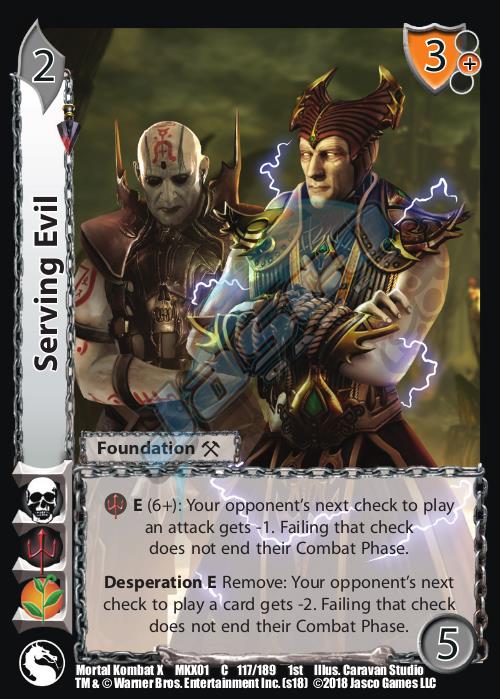 2
3
+
Serving Evil
Foundation
E (6+): Your opponent's next check to play
an attack gets -1. Failing that check
does not end their Combat Phase.
Desperation E Remove: Your opponent's next
check to play a card gets -2. Failing that check
does not end their Combat Phase.
5
Mortal Kombat X MKX01 C 117/189 1st Illus. Caravan Studio
TM & © Warner Bros. Entertainment Inc. (s18) ©2018 Jasco Games LLC